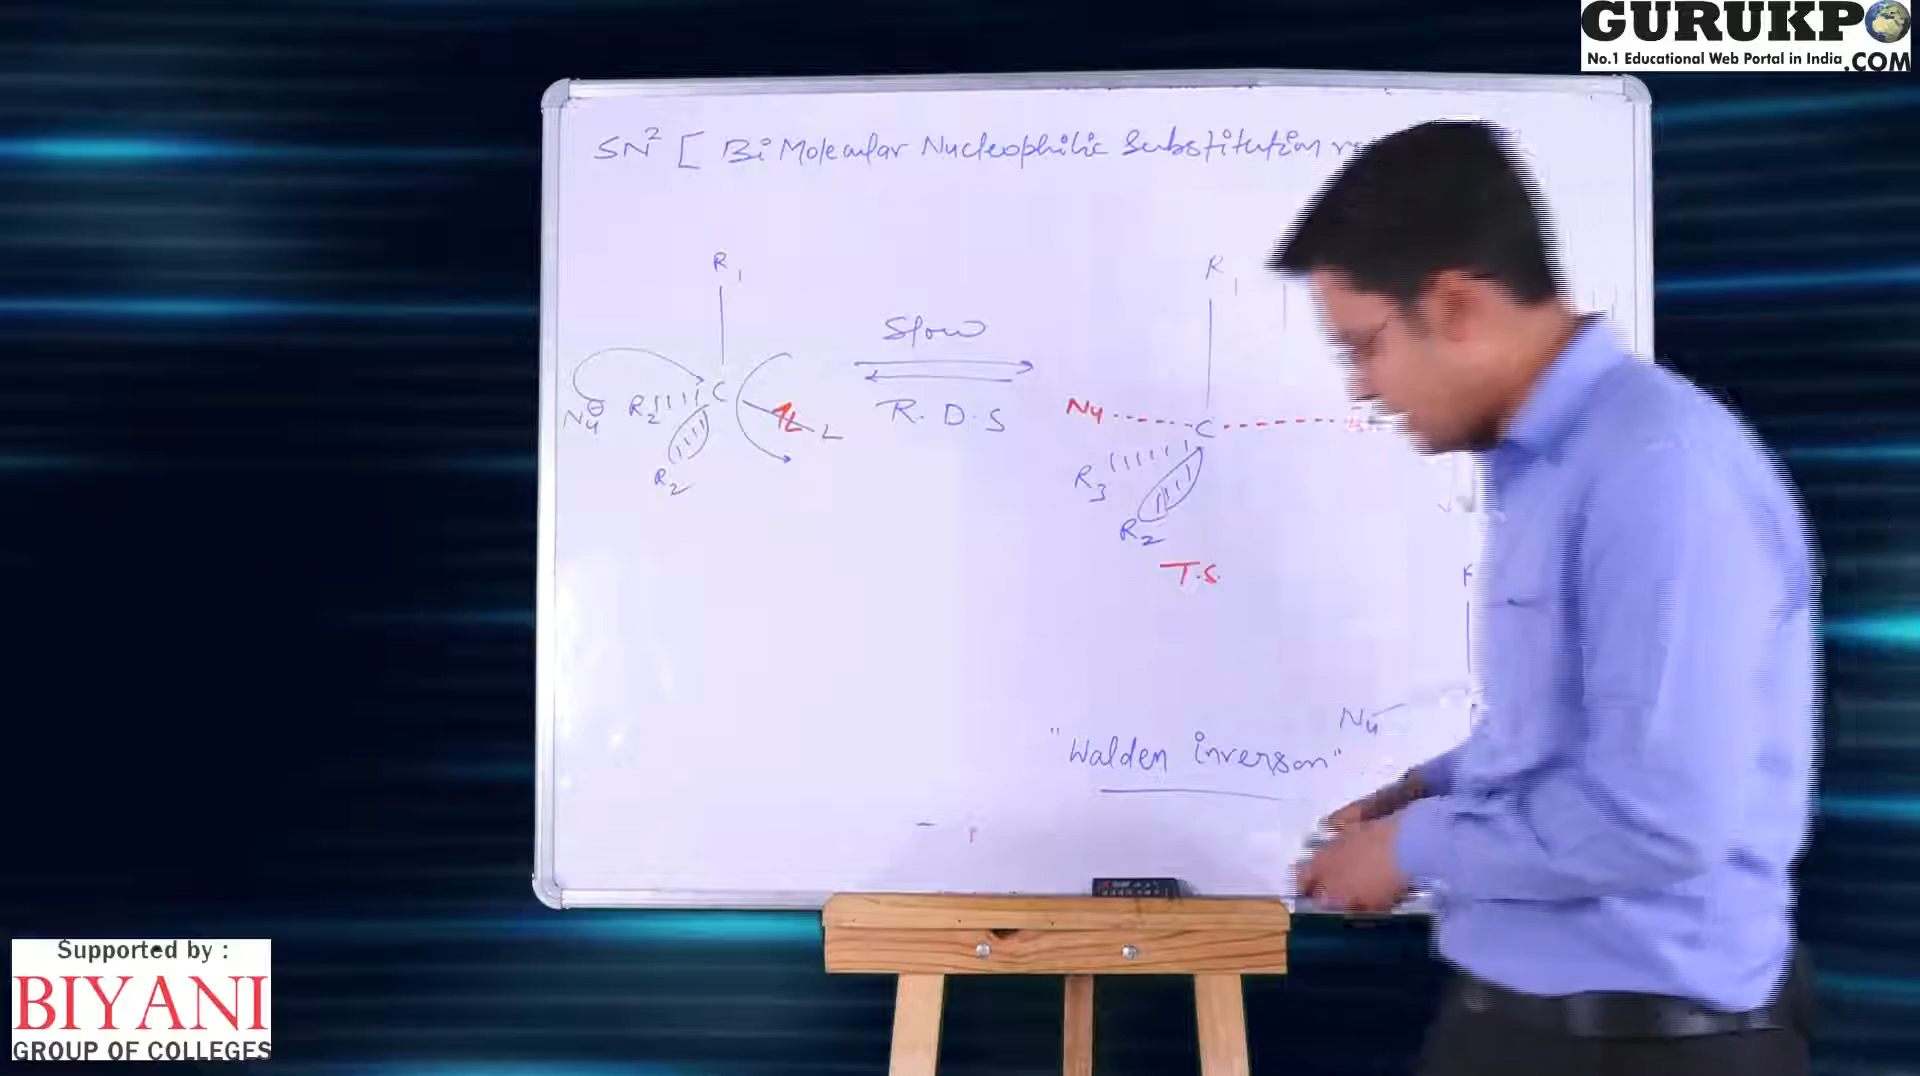 GURUKPO
No.1 Educational Web Portal in India .COM
SN² [ Bi Molecular Nucleophilic Substitution
R1
R1
Slow
Nu⊖ R2 C L
R. D. S
Nu C
R2
R3
R2
T.S.
Nu
"Walden inverson"
Supported by :
BIYANI
GROUP OF COLLEGES